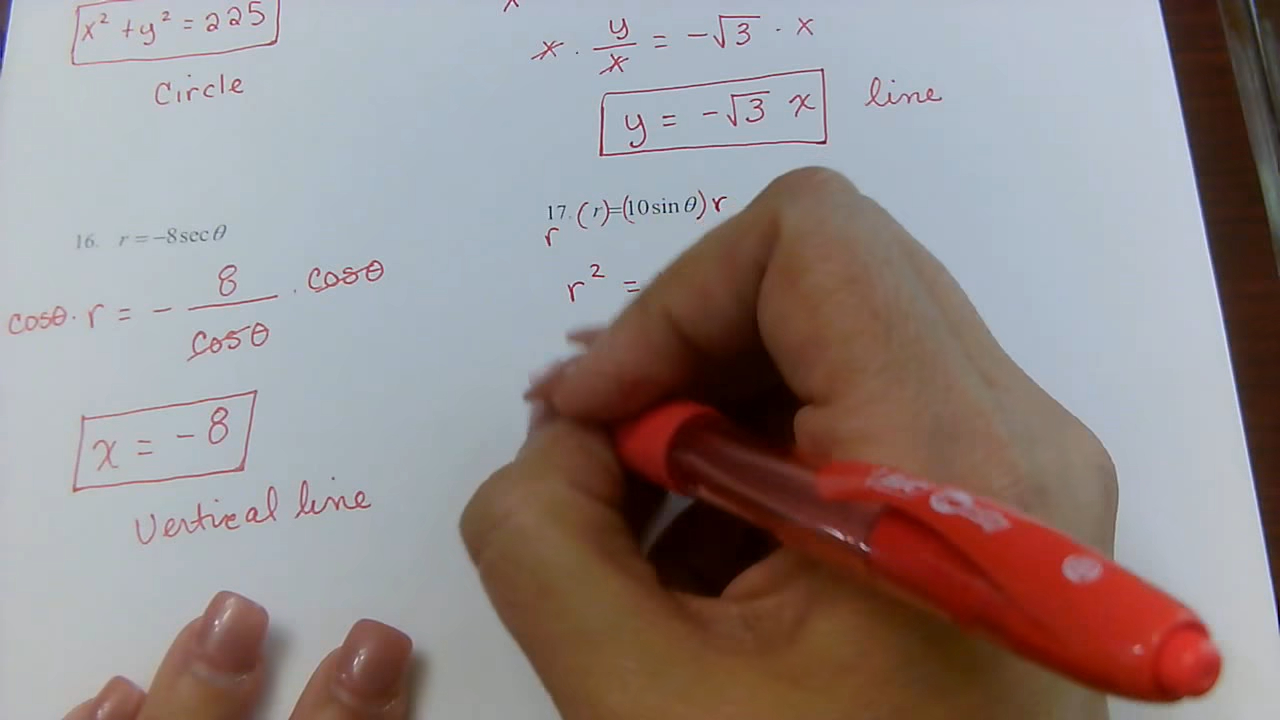 x² + y² = 225
Circle
x · y/x = -√3 · x
y = -√3 x
line
16. r = -8 sec θ
cosθ · r = - 8/cosθ · cosθ
x = -8
Vertical line
17. r (r) = (10 sin θ) r
r² =